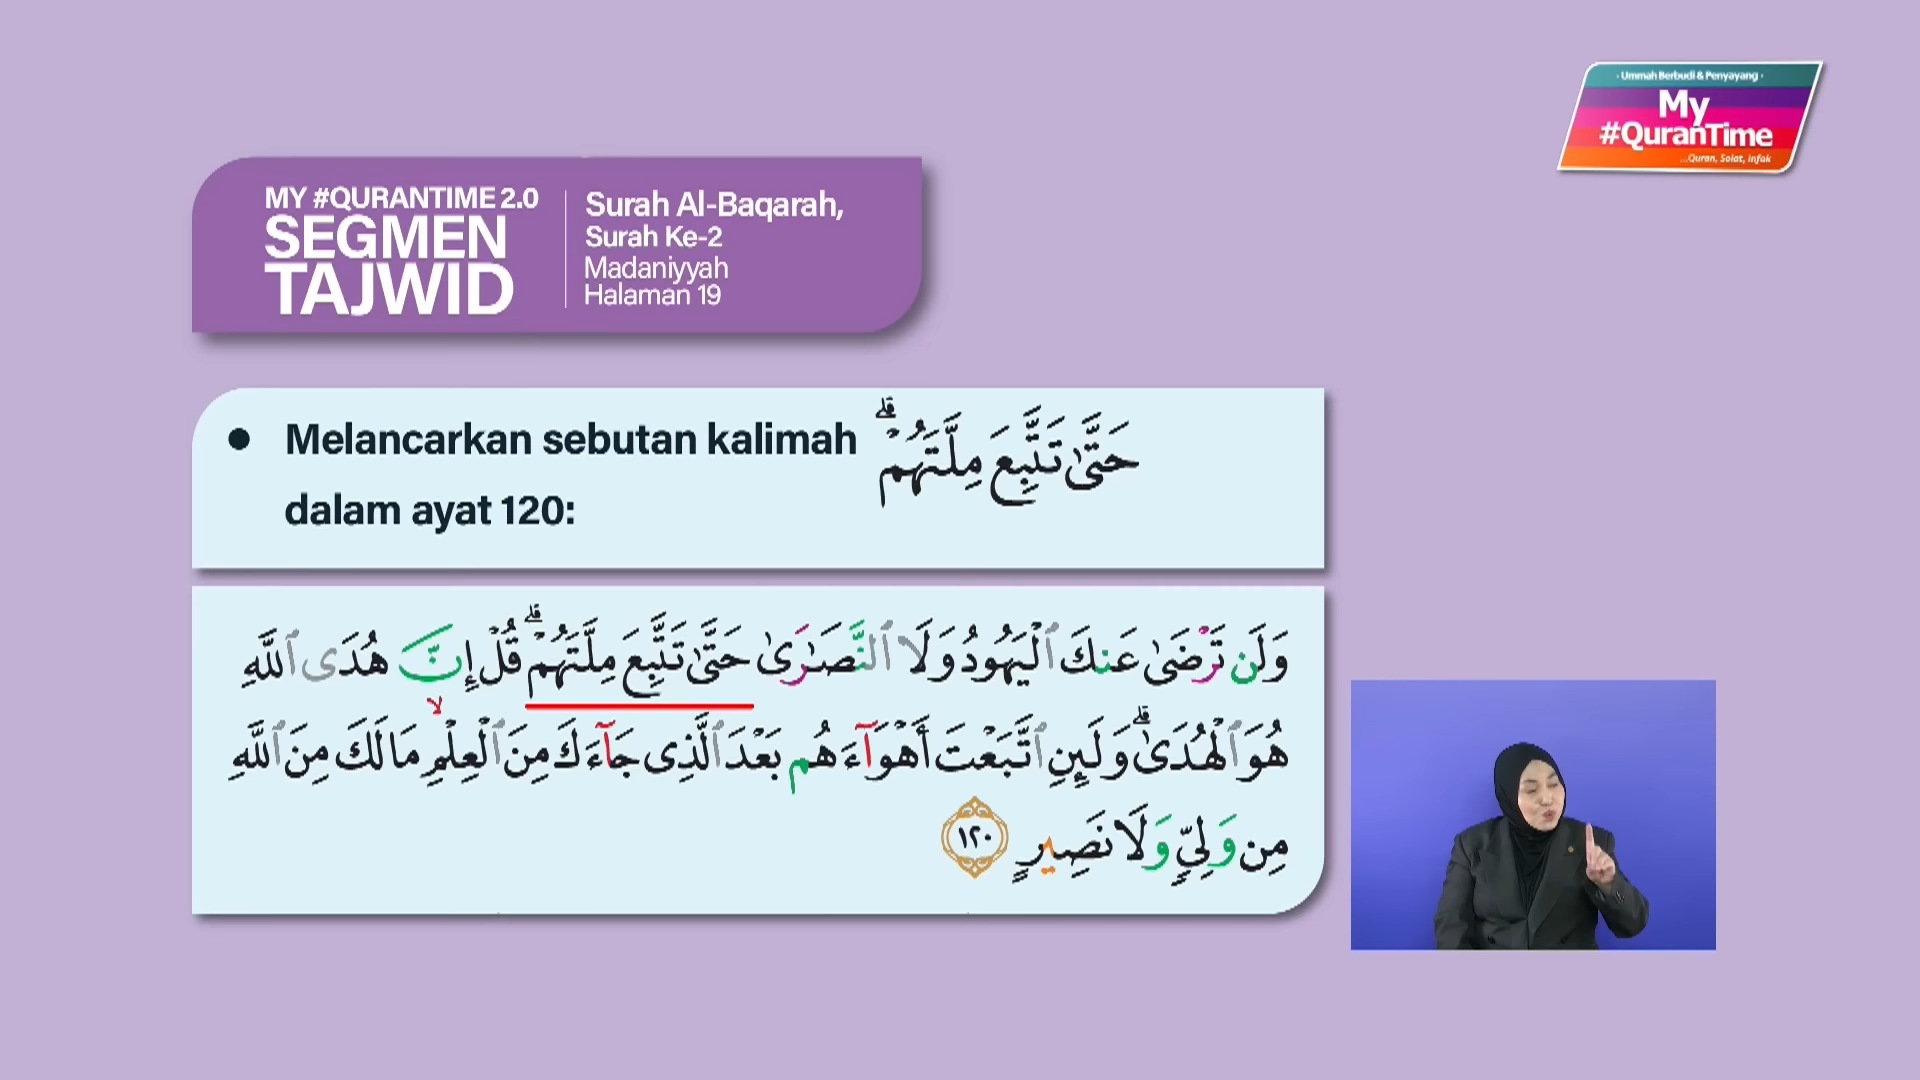 · Ummah Berbudi & Penyayang ·
My
#QuranTime
...Quran, Solat, Infak
MY #QURANTIME 2.0
SEGMEN
TAJWID
Surah Al-Baqarah,
Surah Ke-2
Madaniyyah
Halaman 19
● Melancarkan sebutan kalimah حَتَّىٰ تَتَّبِعَ مِلَّتَهُمْ ۗ
dalam ayat 120:
وَلَن تَرْضَىٰ عَنكَ ٱلْيَهُودُ وَلَا ٱلنَّصَـٰرَىٰ حَتَّىٰ تَتَّبِعَ مِلَّتَهُمْ ۗ قُلْ إِنَّ هُدَى ٱللَّهِ
هُوَ ٱلْهُدَىٰ ۗ وَلَئِنِ ٱتَّبَعْتَ أَهْوَآءَهُم بَعْدَ ٱلَّذِى جَآءَكَ مِنَ ٱلْعِلْمِ ۙ مَا لَكَ مِنَ ٱللَّهِ
مِن وَلِىٍّ وَلَا نَصِيرٍ ١٢٠